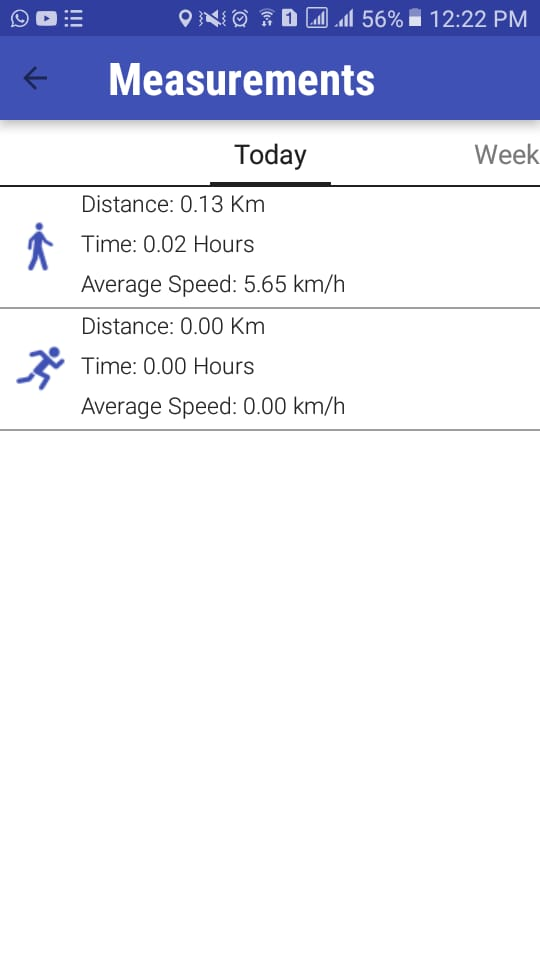 1 56% 12:22 PM
Measurements
Today Week
Distance: 0.13 Km
Time: 0.02 Hours
Average Speed: 5.65 km/h
Distance: 0.00 Km
Time: 0.00 Hours
Average Speed: 0.00 km/h